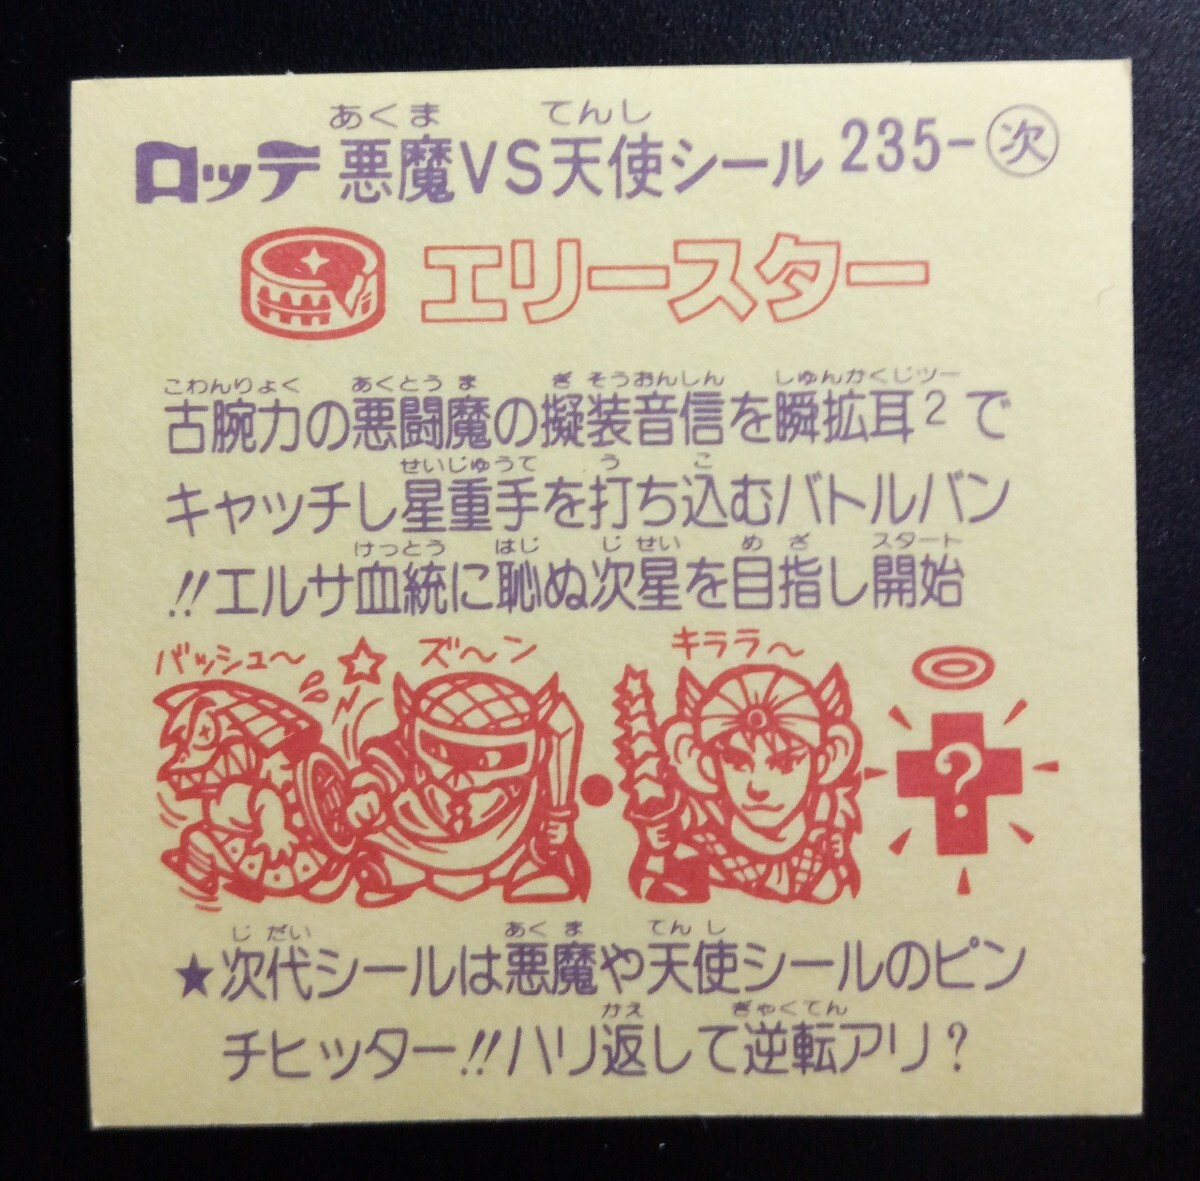 あくま てんし
ロッテ 悪魔VS天使シール 235-次
エリースター
こわんりょく あくとう ま ぎ そうおんしん しゅんかくじツー
古腕力の悪闘魔の擬装音信を瞬拡耳2で
せいじゅうて う こ
キャッチし星重手を打ち込むバトルバン
けっとう はじ じ せい め ざ スタート
!!エルサ血統に恥ぬ次星を目指し開始
バッシュ〜 ズ〜ン キララ〜
?
じ だい あく ま てん し
★次代シールは悪魔や天使シールのピン
かえ ぎゃくてん
チヒッター!!ハリ返して逆転アリ?